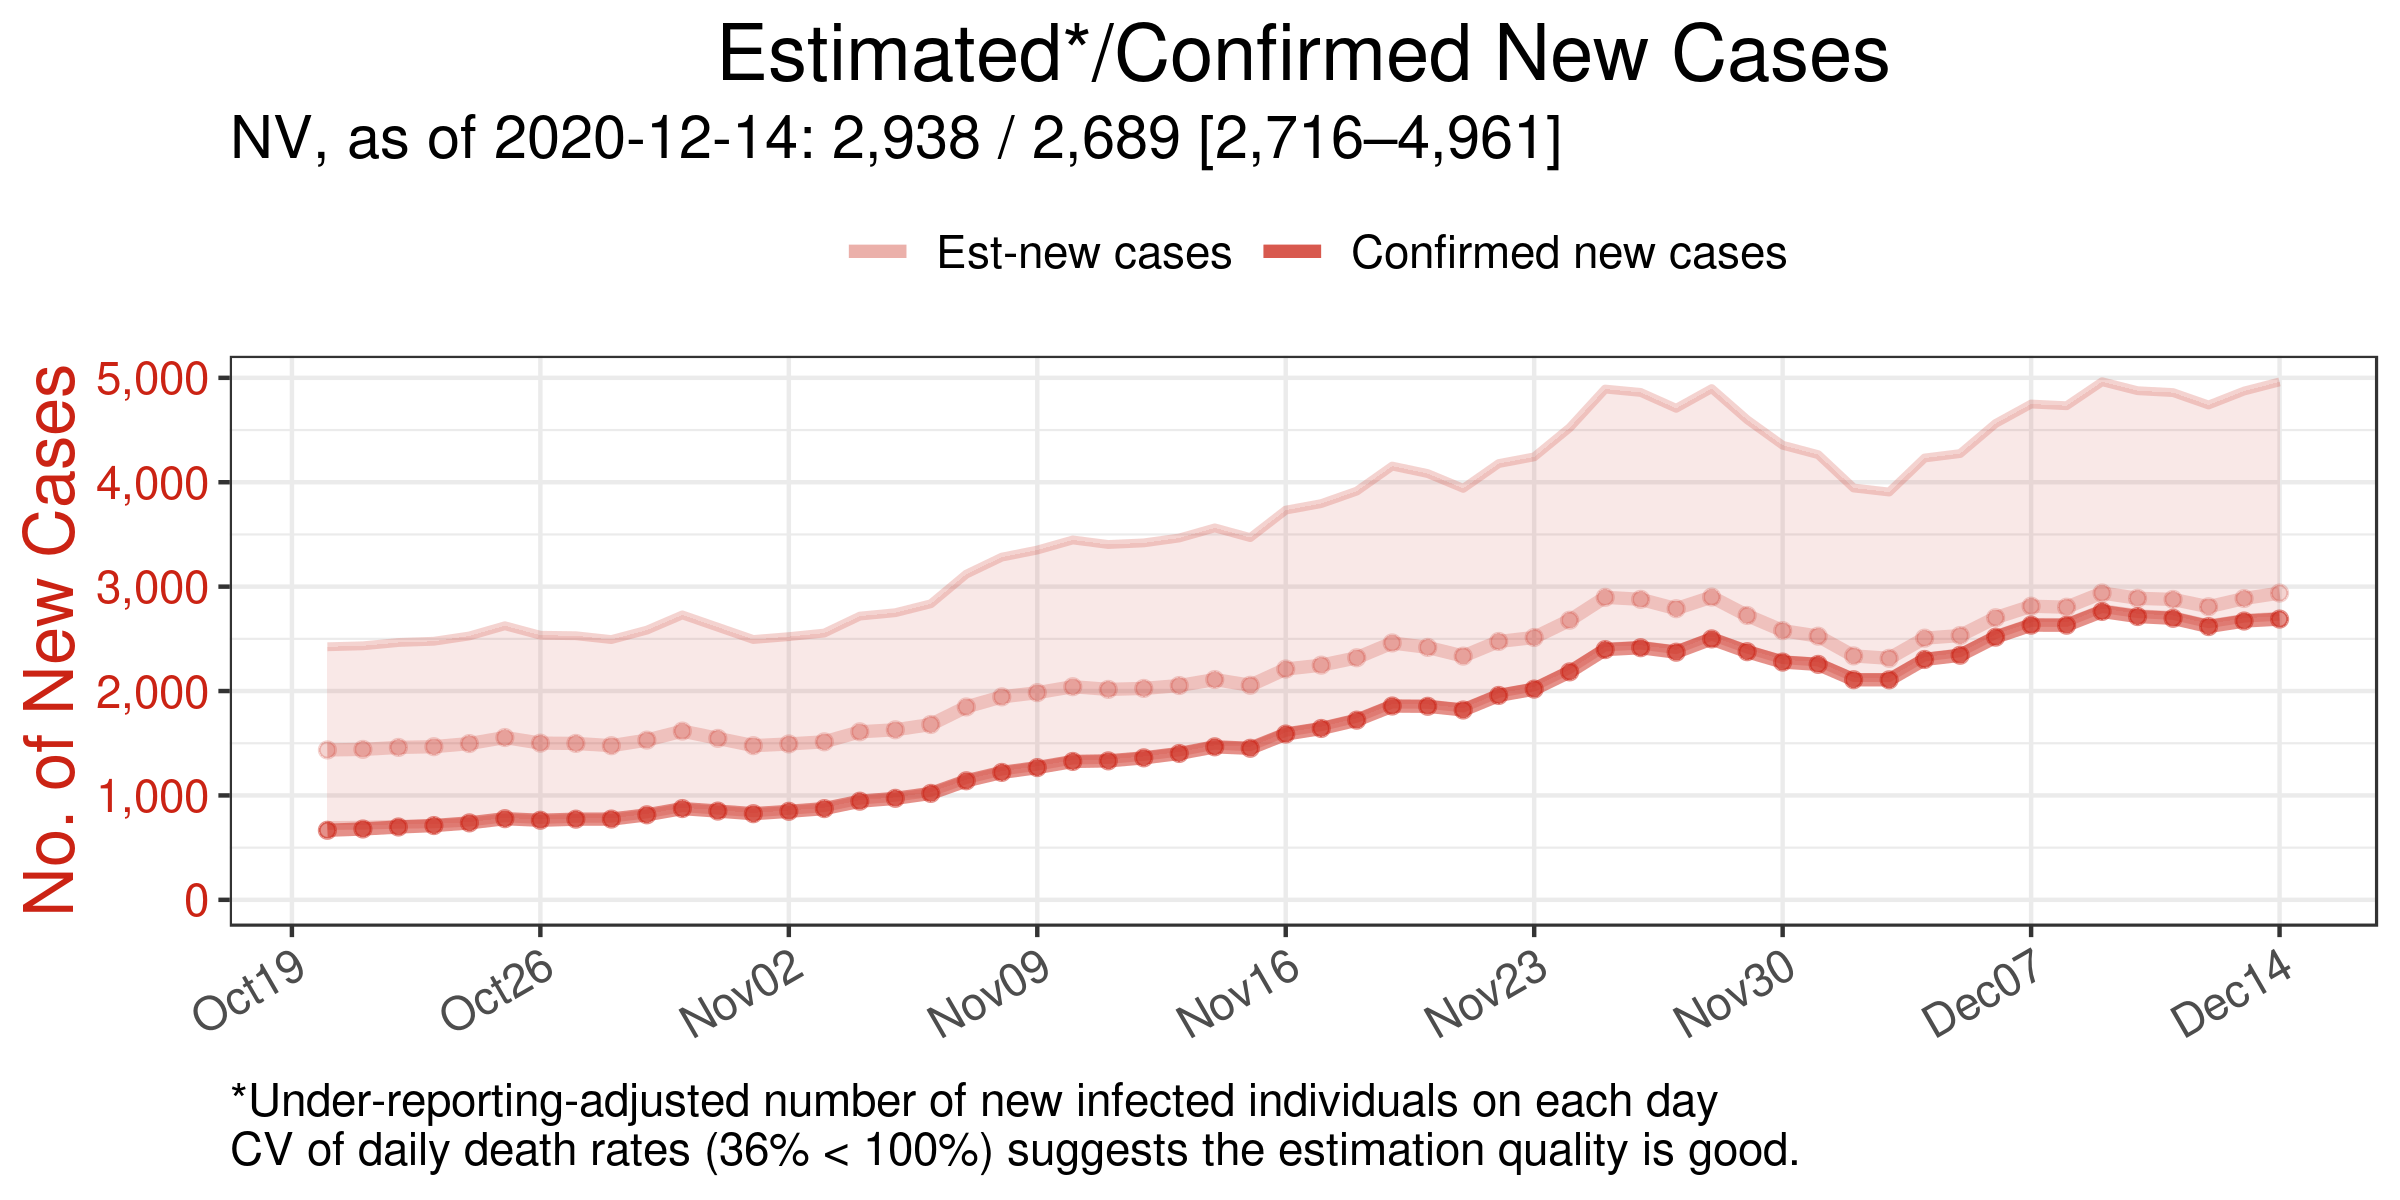 Estimated*/Confirmed New Cases
NV, as of 2020-12-14: 2,938 / 2,689 [2,716–4,961]
Est-new cases
Confirmed new cases
No. of New Cases
5,000
4,000
3,000
2,000
1,000
0
Oct19
Oct26
Nov02
Nov09
Nov16
Nov23
Nov30
Dec07
Dec14
*Under-reporting-adjusted number of new infected individuals on each day
CV of daily death rates (36% < 100%) suggests the estimation quality is good.